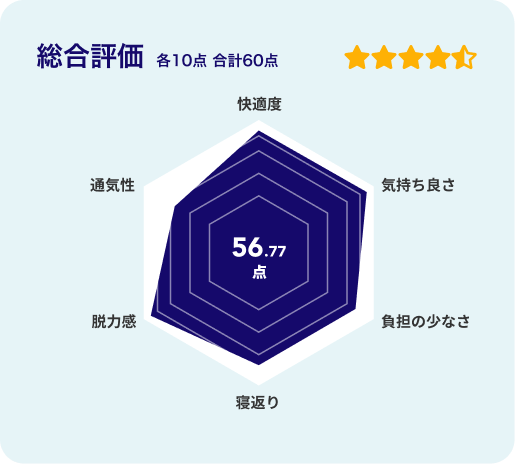 総合評価 各10点 合計60点
快適度
通気性
気持ち良さ
56.77
点
脱力感
負担の少なさ
寝返り